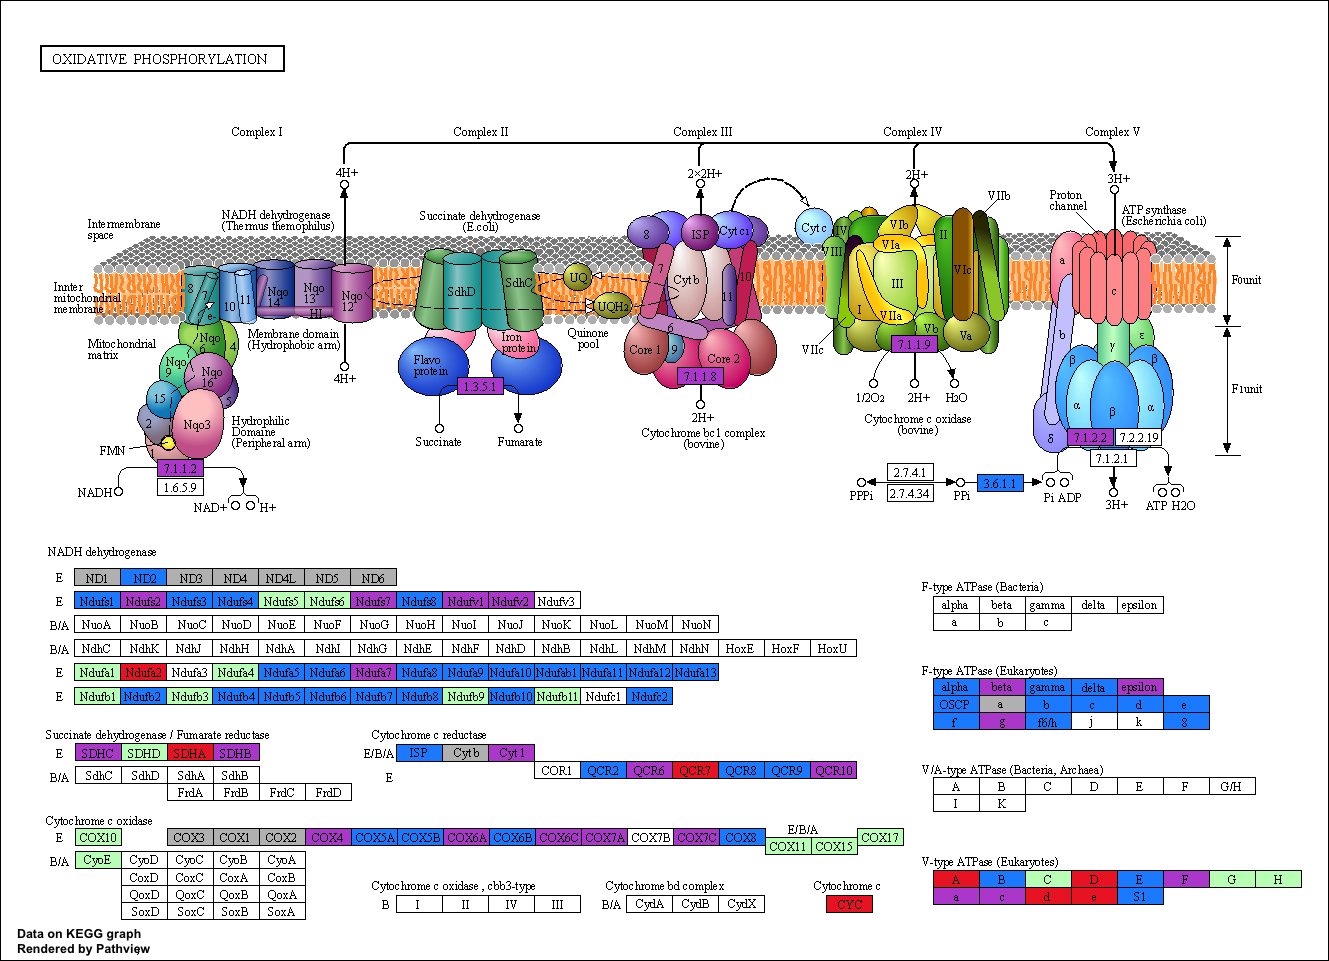 OXIDATIVE PHOSPHORYLATION
Complex I
Complex II
Complex III
Complex IV
Complex V
4H+
2×2H+
2H+
3H+
Intermembrane
space
NADH dehydrogenase
(Thermus themophilus)
Succinate dehydrogenase
(E.coli)
8
ISP
Cytc1
Cyt c
IV
VIII
VIb
VIa
II
VIIb
Proton
channel
ATP synthase
(Escherichia coli)
Innter
mitochondrial
membrane
8
7
e-
10
11
Nqo
14
Nqo
13
Nqo
12
SdhD
SdhC
UQ
UQH2
7
Cyt b
10
11
III
VIc
I
VIIa
Vb
Va
a
c
F0unit
Mitochondrial
matrix
Nqo
6
4
Nqo
9
Nqo
16
5
15
2
Nqo3
1
FMN
Membrane domain
(Hydrophobic arm)
Hydrophilic
Domaine
(Peripheral arm)
4H+
Flavo
protein
Iron
protein
1.3.5.1
Succinate
Fumarate
Quinone
pool
6
Core 1
9
Core 2
7.1.1.8
2H+
Cytochrome bc1 complex
(bovine)
VIIc
7.1.1.9
1/2O2
2H+
H2O
Cytochrome c oxidase
(bovine)
b
γ
ε
β
β
α
β
α
δ
F1unit
7.1.2.2
7.2.2.19
7.1.2.1
7.1.1.2
1.6.5.9
NADH
NAD+
H+
PPPi
2.7.4.1
2.7.4.34
PPi
3.6.1.1
Pi ADP
3H+
ATP H2O
NADH dehydrogenase
E ND1 ND2 ND3 ND4 ND4L ND5 ND6
E Ndufs1 Ndufs2 Ndufs3 Ndufs4 Ndufs5 Ndufs6 Ndufs7 Ndufs8 Ndufv1 Ndufv2 Ndufv3
B/A NuoA NuoB NuoC NuoD NuoE NuoF NuoG NuoH NuoI NuoJ NuoK NuoL NuoM NuoN
B/A NdhC NdhK NdhJ NdhH NdhA NdhI NdhG NdhE NdhF NdhD NdhB NdhL NdhM NdhN HoxE HoxF HoxU
E Ndufa1 Ndufa2 Ndufa3 Ndufa4 Ndufa5 Ndufa6 Ndufa7 Ndufa8 Ndufa9 Ndufa10 Ndufab1 Ndufa11 Ndufa12 Ndufa13
E Ndufb1 Ndufb2 Ndufb3 Ndufb4 Ndufb5 Ndufb6 Ndufb7 Ndufb8 Ndufb9 Ndufb10 Ndufb11 Ndufc1 Ndufc2
Succinate dehydrogenase / Fumarate reductase
E SDHC SDHD SDHA SDHB
B/A SdhC SdhD SdhA SdhB
FrdA FrdB FrdC FrdD
Cytochrome c reductase
E/B/A ISP Cyt b Cyt 1
E COR1 QCR2 QCR6 QCR7 QCR8 QCR9 QCR10
Cytochrome c oxidase
E COX10 COX3 COX1 COX2 COX4 COX5A COX5B COX6A COX6B COX6C COX7A COX7B COX7C COX8
E/B/A
COX11 COX15
COX17
B/A CyoE CyoD CyoC CyoB CyoA
CoxD CoxC CoxA CoxB
QoxD QoxC QoxB QoxA
SoxD SoxC SoxB SoxA
Cytochrome c oxidase , cbb3-type
B I II IV III
Cytochrome bd complex
B/A CydA CydB CydX
Cytochrome c
CYC
F-type ATPase (Bacteria)
alpha beta gamma delta epsilon
a b c
F-type ATPase (Eukaryotes)
alpha beta gamma delta epsilon
OSCP a b c d e
f g f6/h j k 8
V/A-type ATPase (Bacteria, Archaea)
A B C D E F G/H
I K
V-type ATPase (Eukaryotes)
A B C D E F G H
a c d e S1
Data on KEGG graph
Rendered by Pathview